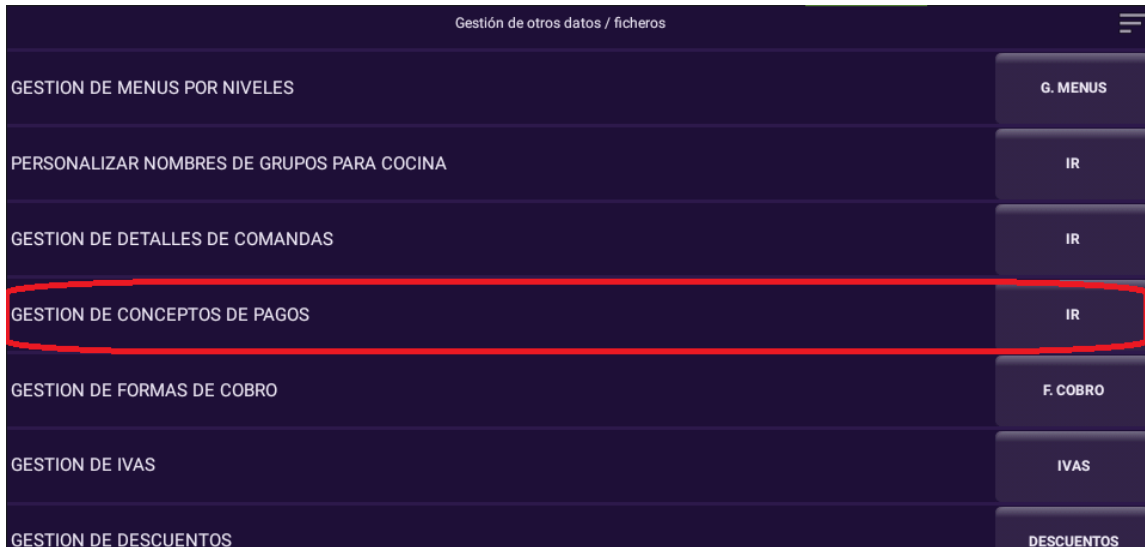 Gestión de otros datos / ficheros
GESTION DE MENUS POR NIVELES G. MENUS
PERSONALIZAR NOMBRES DE GRUPOS PARA COCINA IR
GESTION DE DETALLES DE COMANDAS IR
GESTION DE CONCEPTOS DE PAGOS IR
GESTION DE FORMAS DE COBRO F. COBRO
GESTION DE IVAS IVAS
GESTION DE DESCUENTOS DESCUENTOS